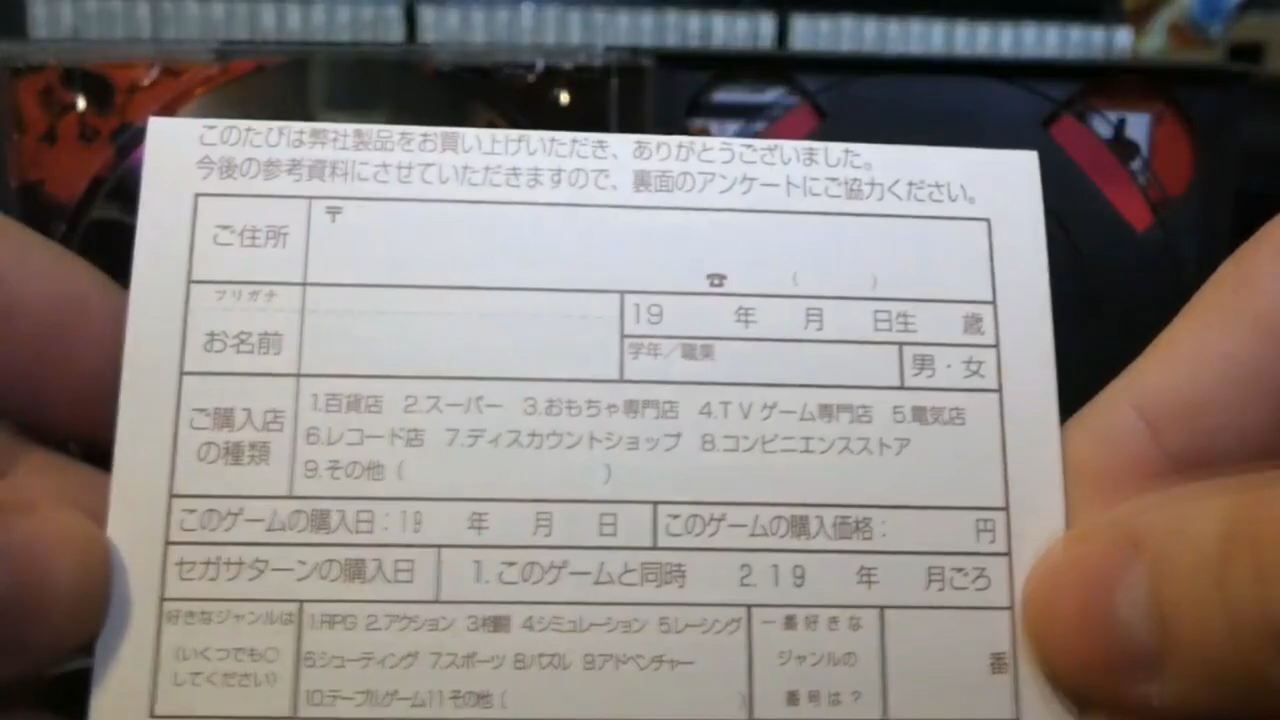 このたびは弊社製品をお買い上げいただき、ありがとうございました。
今後の参考資料にさせていただきますので、裏面のアンケートにご協力ください。
ご住所
〒
☎ ( )
フリガナ
お名前
19 年 月 日生 歳
学年／職業
男・女
ご購入店
の種類
1.百貨店 2.スーパー 3.おもちゃ専門店 4.TVゲーム専門店 5.電気店
6.レコード店 7.ディスカウントショップ 8.コンビニエンスストア
9.その他 ( )
このゲームの購入日：19 年 月 日
このゲームの購入価格： 円
セガサターンの購入日
1.このゲームと同時 2.19 年 月ごろ
好きなジャンルは
(いくつでも○
してください)
1.RPG 2.アクション 3.格闘 4.シミュレーション 5.レーシング
6.シューティング 7.スポーツ 8.パズル 9.アドベンチャー
10.テーブルゲーム 11.その他 ( )
一番好きな
ジャンルの
番号は？
番